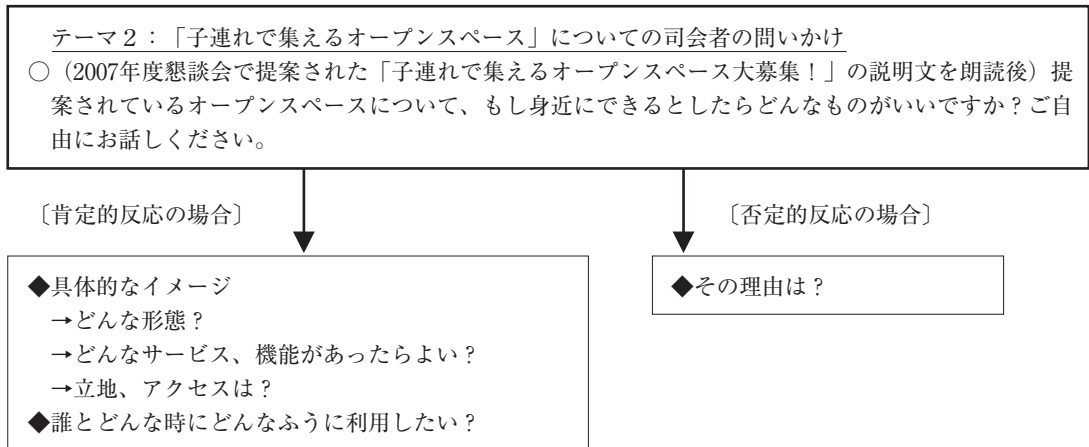 テーマ2：「子連れで集えるオープンスペース」についての司会者の問いかけ
○（2007年度懇談会で提案された「子連れで集えるオープンスペース大募集！」の説明文を朗読後）提
案されているオープンスペースについて、もし身近にできるとしたらどんなものがいいですか？ご自
由にお話しください。
〔肯定的反応の場合〕
〔否定的反応の場合〕
◆具体的なイメージ
→どんな形態？
→どんなサービス、機能があったらよい？
→立地、アクセスは？
◆誰とどんな時にどんなふうに利用したい？
◆その理由は？